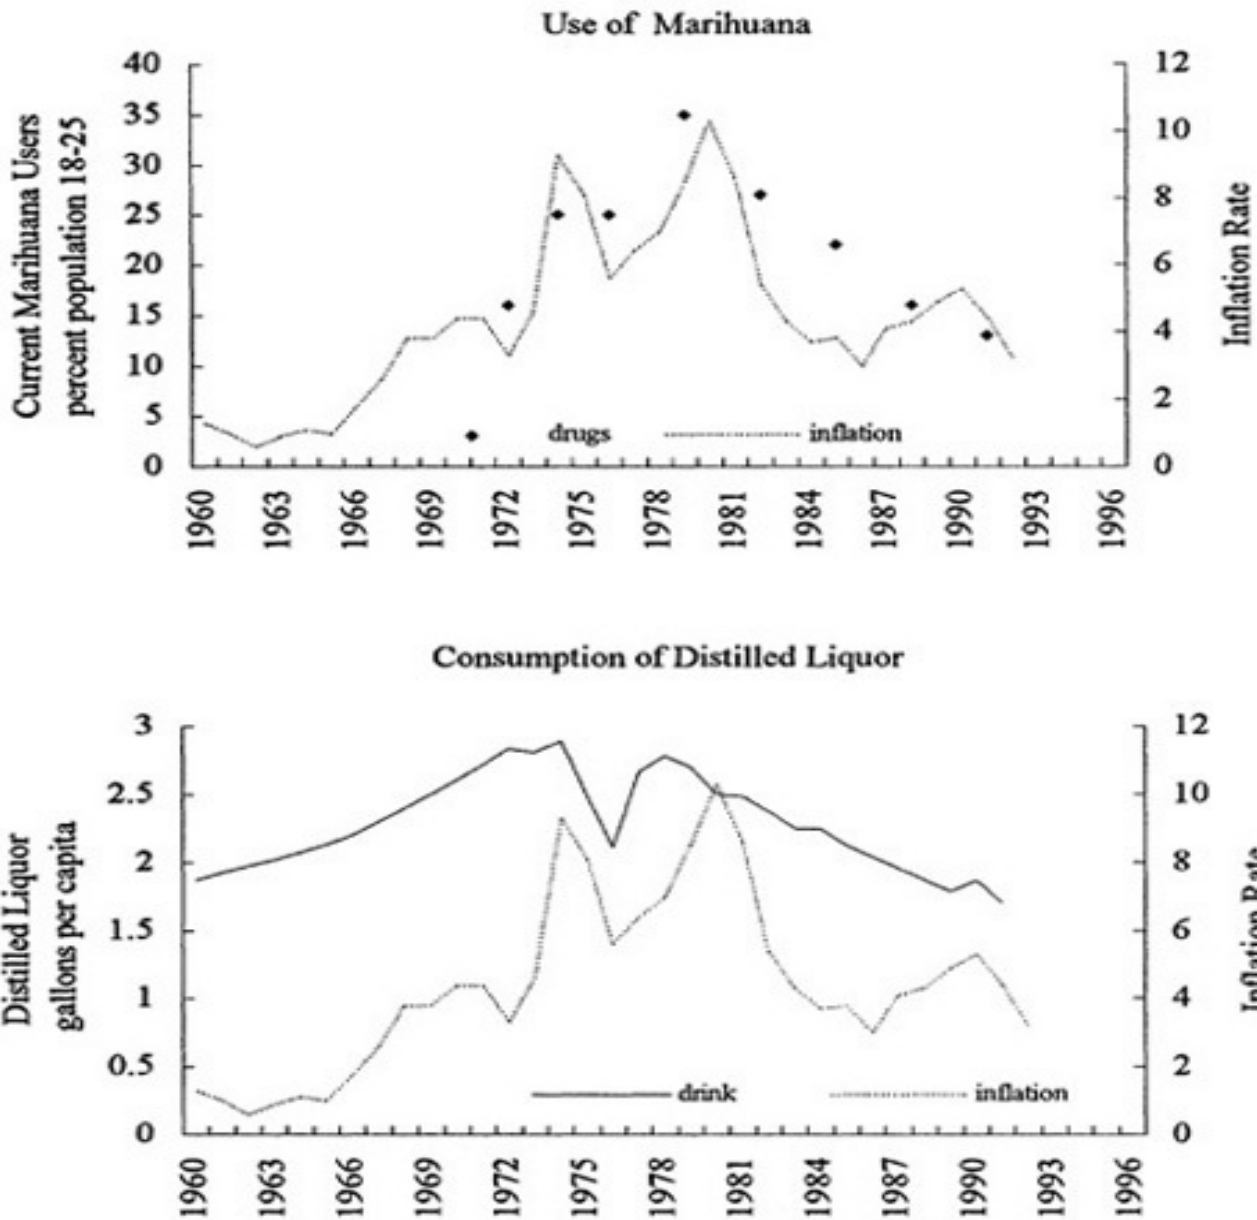 Use of Marihuana
Current Marihuana Users
percent population 18-25
40
35
30
25
20
15
10
5
0
12
10
8
6
4
2
0
Inflation Rate
drugs inflation
1960 1963 1966 1969 1972 1975 1978 1981 1984 1987 1990 1993 1996
Consumption of Distilled Liquor
Distilled Liquor
gallons per capita
3
2.5
2
1.5
1
0.5
0
12
10
8
6
4
2
0
Inflation Rate
drink inflation
1960 1963 1966 1969 1972 1975 1978 1981 1984 1987 1990 1993 1996